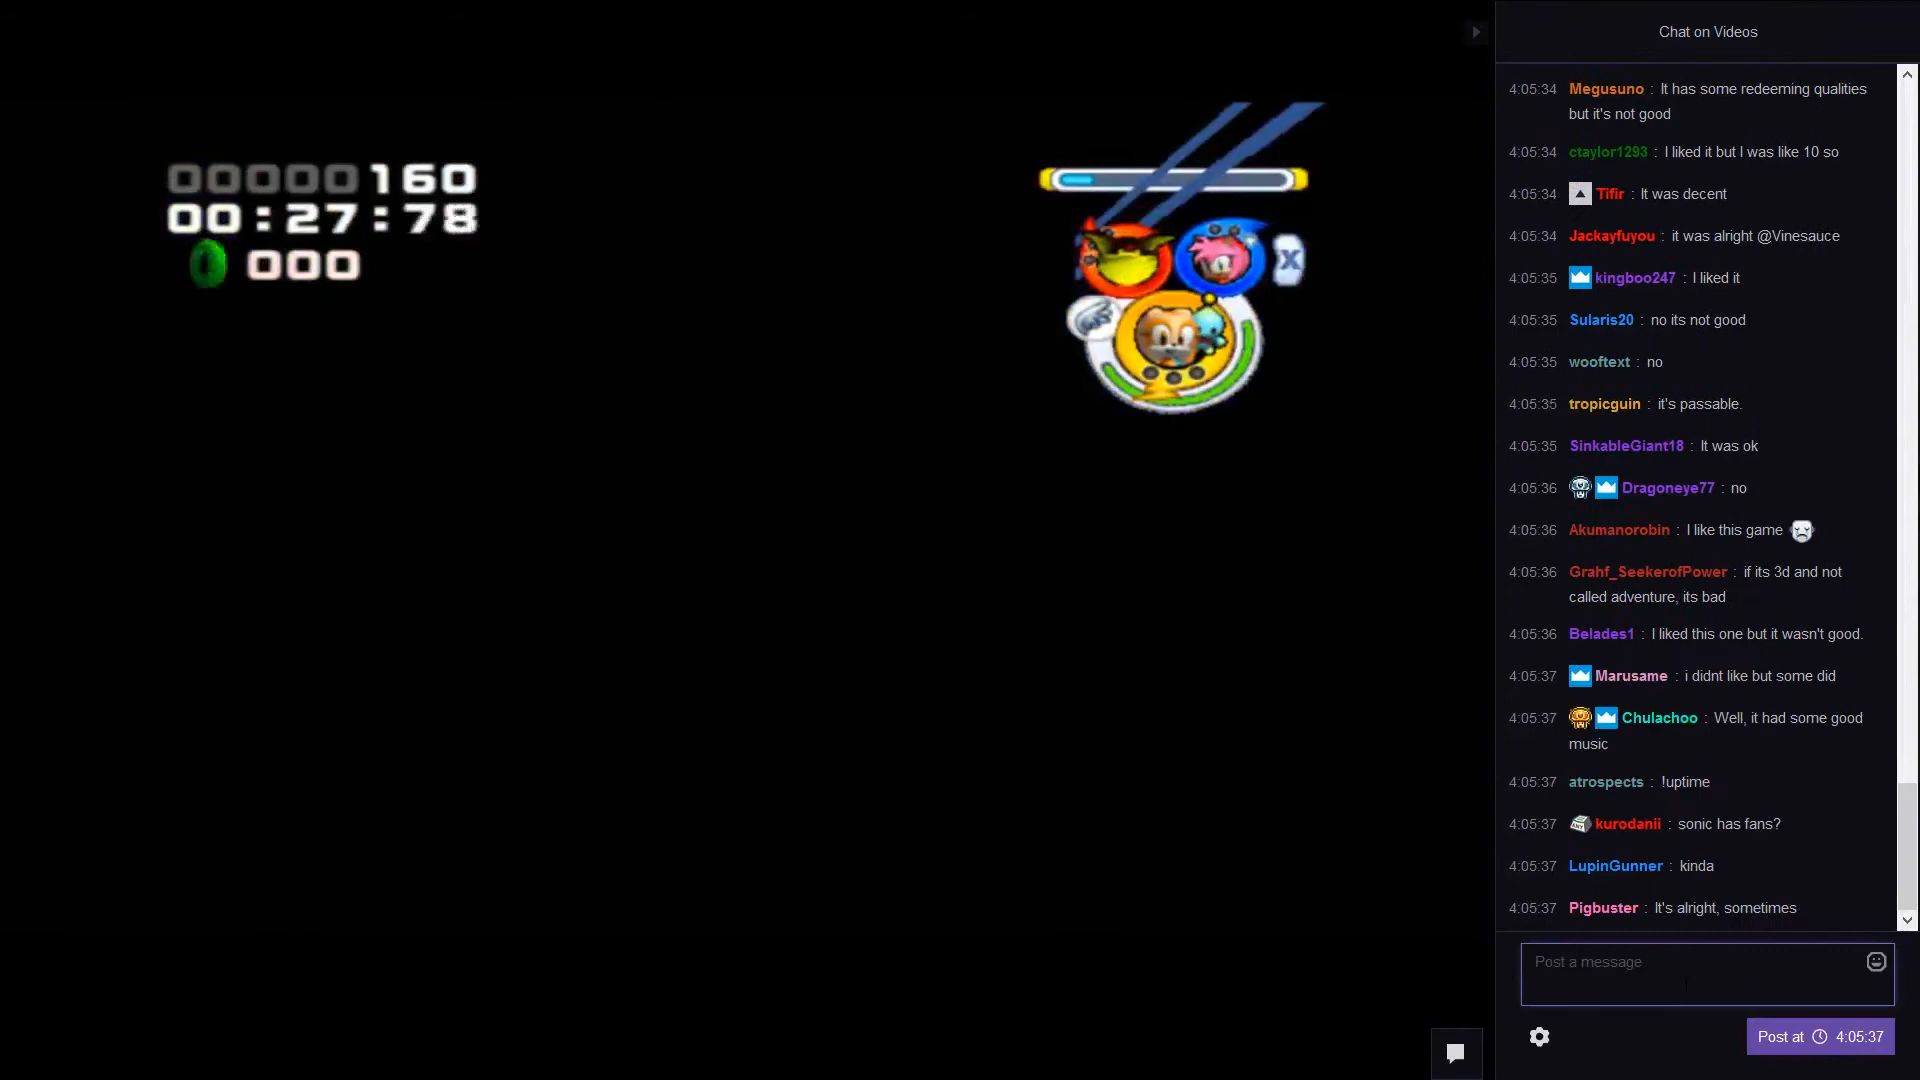 00000160
00:27:78
000
X
Chat on Videos
4:05:34 Megusuno : It has some redeeming qualities
but it's not good
4:05:34 ctaylor1293 : I liked it but I was like 10 so
4:05:34 Tifir : It was decent
4:05:34 Jackayfuyou : it was alright @Vinesauce
4:05:35 kingboo247 : I liked it
4:05:35 Sularis20 : no its not good
4:05:35 wooftext : no
4:05:35 tropicguin : it's passable.
4:05:35 SinkableGiant18 : It was ok
4:05:36 Dragoneye77 : no
4:05:36 Akumanorobin : I like this game
4:05:36 Grahf_SeekerofPower : if its 3d and not
called adventure, its bad
4:05:36 Belades1 : I liked this one but it wasn't good.
4:05:37 Marusame : i didnt like but some did
4:05:37 Chulachoo : Well, it had some good
music
4:05:37 atrospects : !uptime
4:05:37 kurodanii : sonic has fans?
4:05:37 LupinGunner : kinda
4:05:37 Pigbuster : It's alright, sometimes
Post a message
Post at 4:05:37